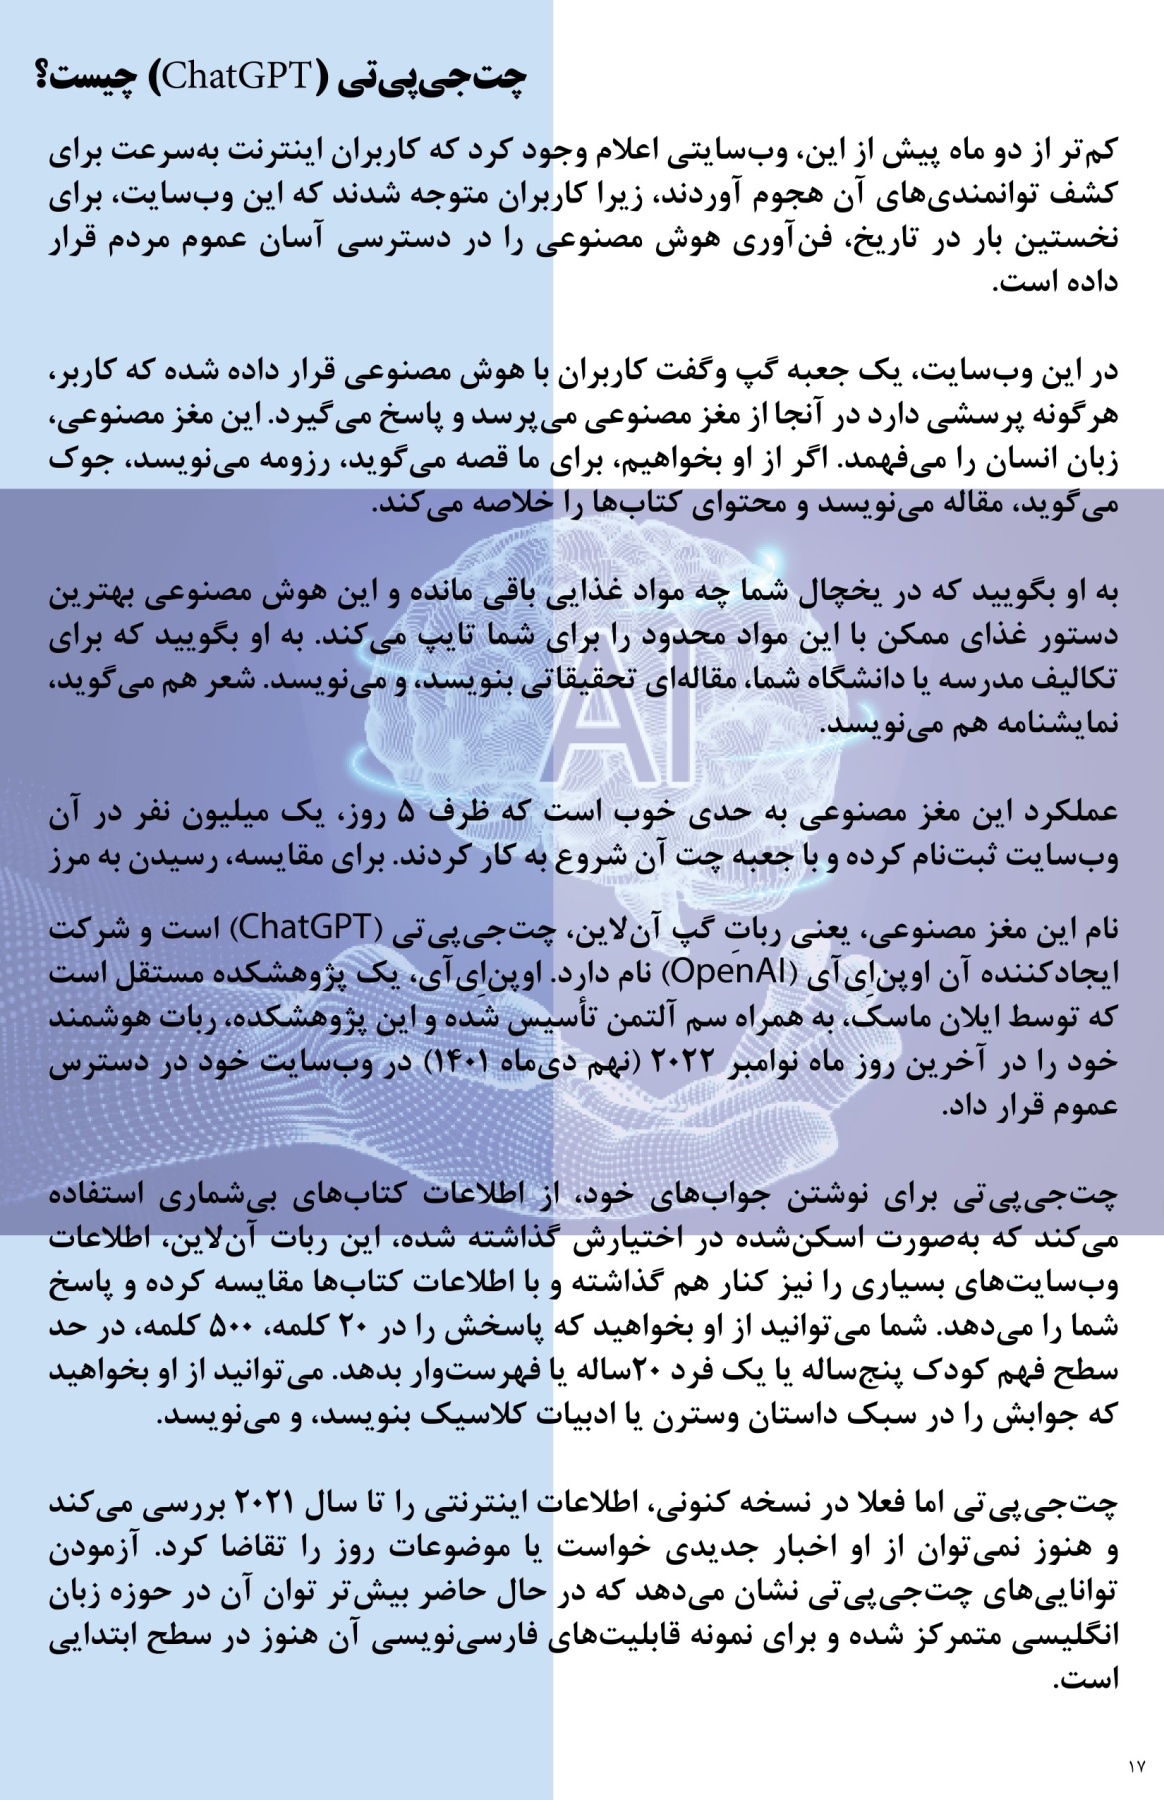 چت‌جی‌پی‌تی (ChatGPT) چیست؟
کم‌تر از دو ماه پیش از این، وب‌سایتی اعلام وجود کرد که کاربران اینترنت به‌سرعت برای
کشف توانمندی‌های آن هجوم آوردند، زیرا کاربران متوجه شدند که این وب‌سایت، برای
نخستین بار در تاریخ، فن‌آوری هوش مصنوعی را در دسترسی آسان عموم مردم قرار
داده است.
در این وب‌سایت، یک جعبه گپ وگفت کاربران با هوش مصنوعی قرار داده شده که کاربر،
هرگونه پرسشی دارد در آنجا از مغز مصنوعی می‌پرسد و پاسخ می‌گیرد. این مغز مصنوعی،
زبان انسان را می‌فهمد. اگر از او بخواهیم، برای ما قصه می‌گوید، رزومه می‌نویسد، جوک
می‌گوید، مقاله می‌نویسد و محتوای کتاب‌ها را خلاصه می‌کند.
به او بگویید که در یخچال شما چه مواد غذایی باقی مانده و این هوش مصنوعی بهترین
دستور غذای ممکن با این مواد محدود را برای شما تایپ می‌کند. به او بگویید که برای
تکالیف مدرسه یا دانشگاه شما، مقاله‌ای تحقیقاتی بنویسد، و می‌نویسد. شعر هم می‌گوید،
نمایشنامه هم می‌نویسد.
AI
عملکرد این مغز مصنوعی به حدی خوب است که ظرف ۵ روز، یک میلیون نفر در آن
وب‌سایت ثبت‌نام کرده و با جعبه چت آن شروع به کار کردند. برای مقایسه، رسیدن به مرز
نام این مغز مصنوعی، یعنی رباتِ گپ آن‌لاین، چت‌جی‌پی‌تی (ChatGPT) است و شرکت
ایجادکننده آن اوپن‌اِی‌آی (OpenAI) نام دارد. اوپن‌اِی‌آی، یک پژوهشکده مستقل است
که توسط ایلان ماسک، به همراه سم آلتمن تأسیس شده و این پژوهشکده، ربات هوشمند
خود را در آخرین روز ماه نوامبر ۲۰۲۲ (نهم دی‌ماه ۱۴۰۱) در وب‌سایت خود در دسترس
عموم قرار داد.
چت‌جی‌پی‌تی برای نوشتن جواب‌های خود، از اطلاعات کتاب‌های بی‌شماری استفاده
می‌کند که به‌صورت اسکن‌شده در اختیارش گذاشته شده، این ربات آن‌لاین، اطلاعات
وب‌سایت‌های بسیاری را نیز کنار هم گذاشته و با اطلاعات کتاب‌ها مقایسه کرده و پاسخ
شما را می‌دهد. شما می‌توانید از او بخواهید که پاسخش را در ۲۰ کلمه، ۵۰۰ کلمه، در حد
سطح فهم کودک پنج‌ساله یا یک فرد ۲۰ساله یا فهرست‌وار بدهد. می‌توانید از او بخواهید
که جوابش را در سبک داستان وسترن یا ادبیات کلاسیک بنویسد، و می‌نویسد.
چت‌جی‌پی‌تی اما فعلا در نسخه کنونی، اطلاعات اینترنتی را تا سال ۲۰۲۱ بررسی می‌کند
و هنوز نمی‌توان از او اخبار جدیدی خواست یا موضوعات روز را تقاضا کرد. آزمودن
توانایی‌های چت‌جی‌پی‌تی نشان می‌دهد که در حال حاضر بیش‌تر توان آن در حوزه زبان
انگلیسی متمرکز شده و برای نمونه قابلیت‌های فارسی‌نویسی آن هنوز در سطح ابتدایی
است.
۱۷